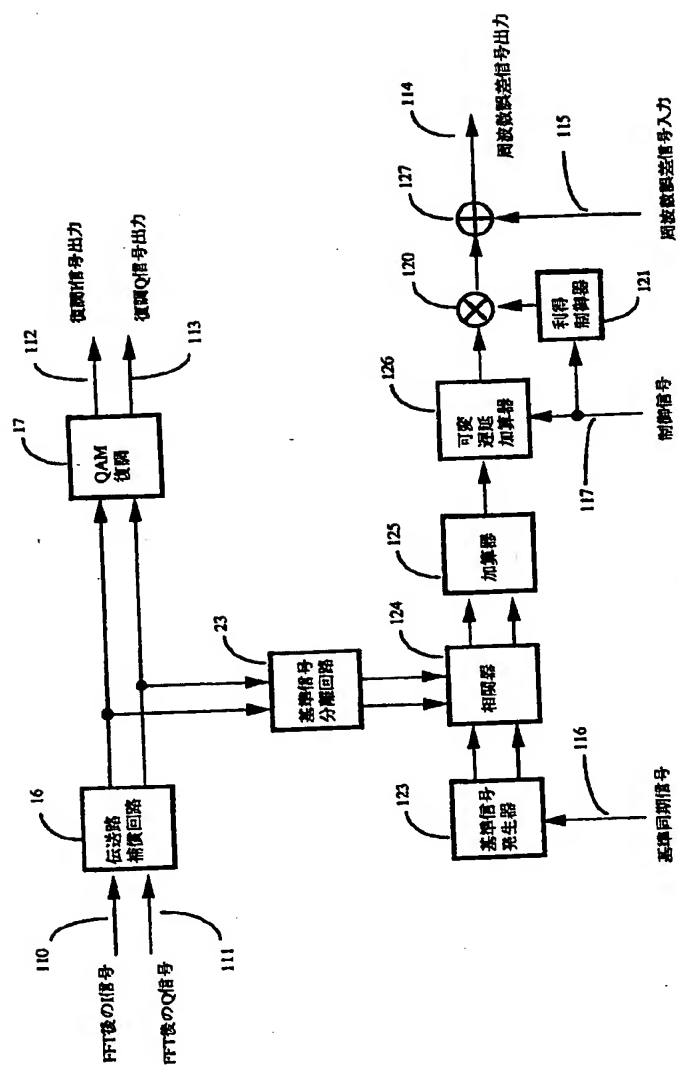 FFT後のI信号
110
FFT後のQ信号
111
16
伝送路
補償回路
17
QAM
復調
112
復調I信号出力
復調Q信号出力
113
23
基準信号
分離回路
123
基準信号
発生器
116
基準同期信号
124
相関器
125
加算器
126
可変
遅延
加算器
117
制御信号
120
利得
制御器
121
127
114
周波数誤差信号出力
115
周波数誤差信号入力